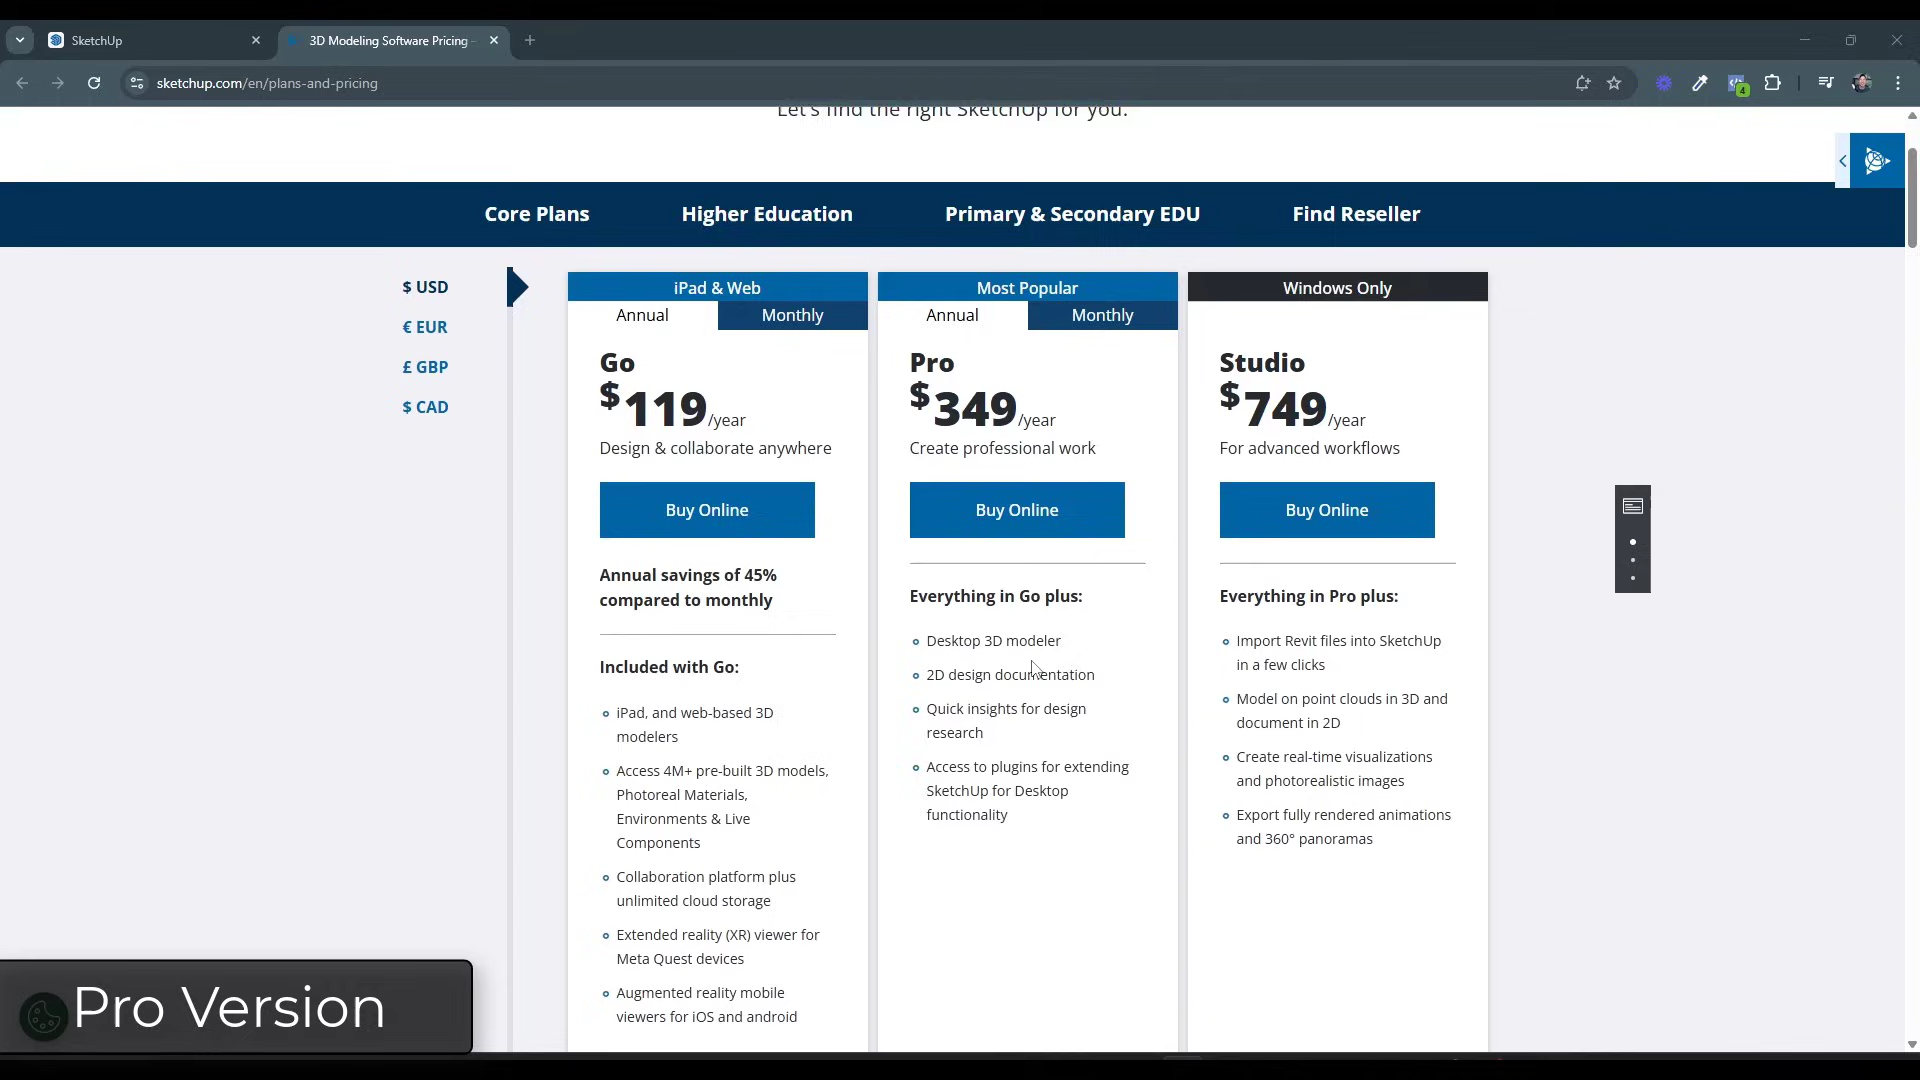 SketchUp
3D Modeling Software Pricing
sketchup.com/en/plans-and-pricing
4
Let's find the right SketchUp for you.
Core Plans
Higher Education
Primary & Secondary EDU
Find Reseller
$ USD
€ EUR
£ GBP
$ CAD
iPad & Web
Annual
Monthly
Go
$119/year
Design & collaborate anywhere
Buy Online
Annual savings of 45%
compared to monthly
Included with Go:
iPad, and web-based 3D
modelers
Access 4M+ pre-built 3D models,
Photoreal Materials,
Environments & Live
Components
Collaboration platform plus
unlimited cloud storage
Extended reality (XR) viewer for
Meta Quest devices
Augmented reality mobile
viewers for iOS and android
Most Popular
Annual
Monthly
Pro
$349/year
Create professional work
Buy Online
Everything in Go plus:
Desktop 3D modeler
2D design documentation
Quick insights for design
research
Access to plugins for extending
SketchUp for Desktop
functionality
Windows Only
Studio
$749/year
For advanced workflows
Buy Online
Everything in Pro plus:
Import Revit files into SketchUp
in a few clicks
Model on point clouds in 3D and
document in 2D
Create real-time visualizations
and photorealistic images
Export fully rendered animations
and 360° panoramas
Pro Version